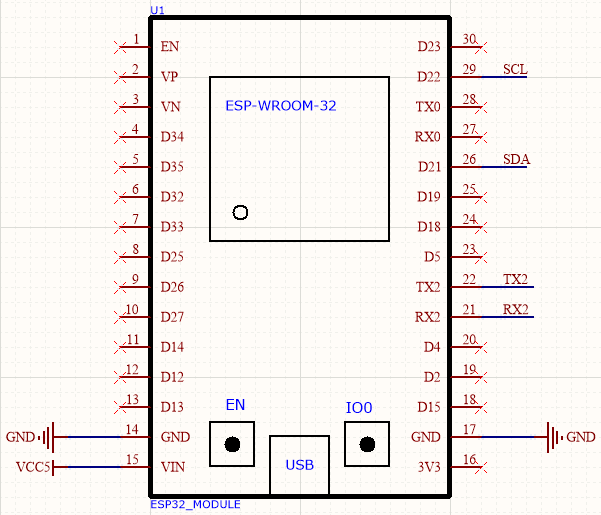 U1
1 EN D23 30
2 VP D22 29 SCL
3 VN TX0 28
ESP-WROOM-32
4 D34 RX0 27
5 D35 D21 26 SDA
6 D32 D19 25
7 D33 D18 24
8 D25 D5 23
9 D26 TX2 22 TX2
10 D27 RX2 21 RX2
11 D14 D4 20
12 D12 D2 19
13 D13 D15 18
EN IO0
GND 14 GND GND 17 GND
VCC5 15 VIN USB 3V3 16
ESP32_MODULE